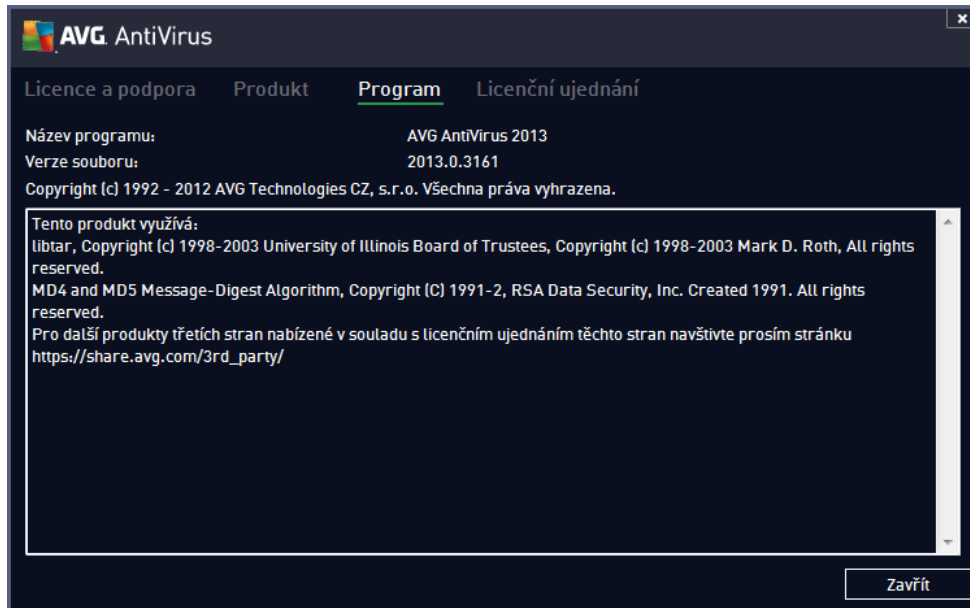 AVG AntiVirus
Licence a podpora Produkt Program Licenční ujednání
Název programu: AVG AntiVirus 2013
Verze souboru: 2013.0.3161
Copyright (c) 1992 - 2012 AVG Technologies CZ, s.r.o. Všechna práva vyhrazena.
Tento produkt využívá:
libtar, Copyright (c) 1998-2003 University of Illinois Board of Trustees, Copyright (c) 1998-2003 Mark D. Roth, All rights
reserved.
MD4 and MD5 Message-Digest Algorithm, Copyright (C) 1991-2, RSA Data Security, Inc. Created 1991. All rights
reserved.
Pro další produkty třetích stran nabízené v souladu s licenčním ujednáním těchto stran navštivte prosím stránku
https://share.avg.com/3rd_party/
Zavřít